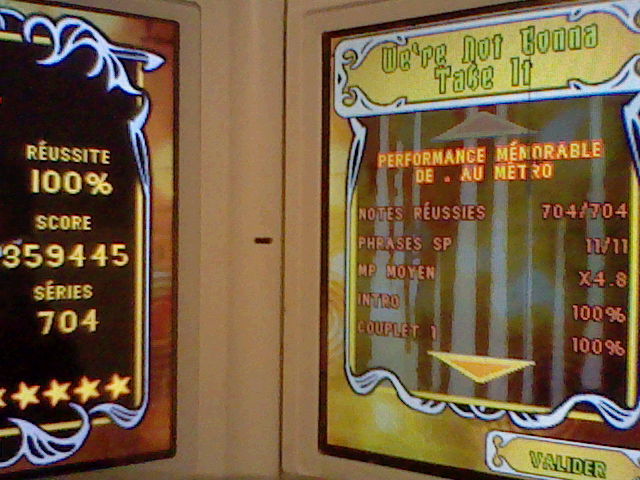 RÉUSSITE
100%
SCORE
359445
SÉRIES
704
We're Not Gonna
Take It
PERFORMANCE MÉMORABLE
DE . AU MÉTRO
NOTES RÉUSSIES 704/704
PHRASES SP 11/11
MP MOYEN X4.8
INTRO 100%
COUPLET 1 100%
VALIDER